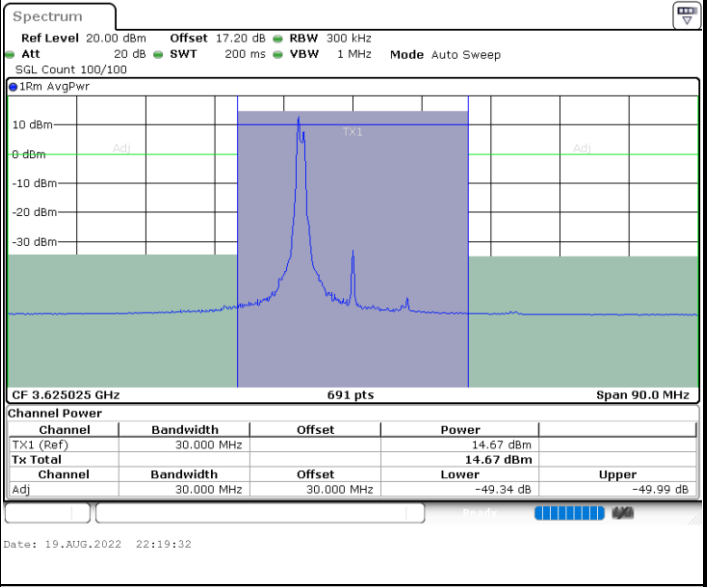 Spectrum
Ref Level 20.00 dBm Offset 17.20 dB RBW 300 kHz
Att 20 dB SWT 200 ms VBW 1 MHz Mode Auto Sweep
SGL Count 100/100
1Rm AvgPwr
10 dBm
TX1
Adj
Adj
0 dBm
-10 dBm
-20 dBm
-30 dBm
CF 3.625025 GHz 691 pts Span 90.0 MHz
Channel Power
Channel Bandwidth Offset Power
TX1 (Ref) 30.000 MHz 14.67 dBm
Tx Total 14.67 dBm
Channel Bandwidth Offset Lower Upper
Adj 30.000 MHz 30.000 MHz -49.34 dB -49.99 dB
Ready
Date: 19.AUG.2022 22:19:32